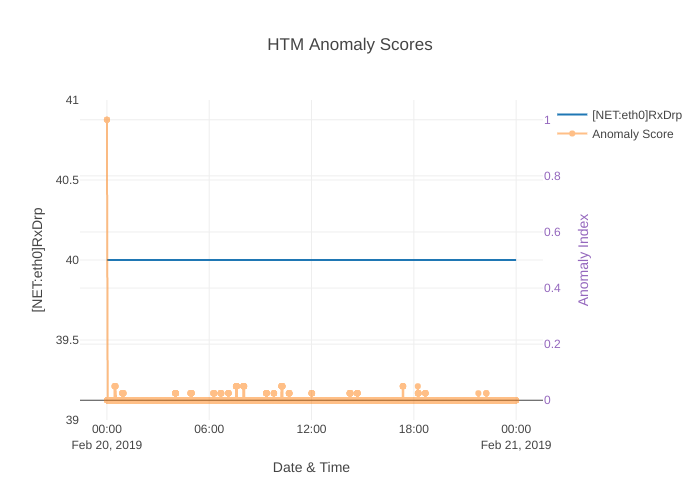 HTM Anomaly Scores
[NET:eth0]RxDrp
Anomaly Score
41
40.5
40
39.5
39
[NET:eth0]RxDrp
1
0.8
0.6
0.4
0.2
0
Anomaly Index
00:00
06:00
12:00
18:00
00:00
Feb 20, 2019
Feb 21, 2019
Date & Time